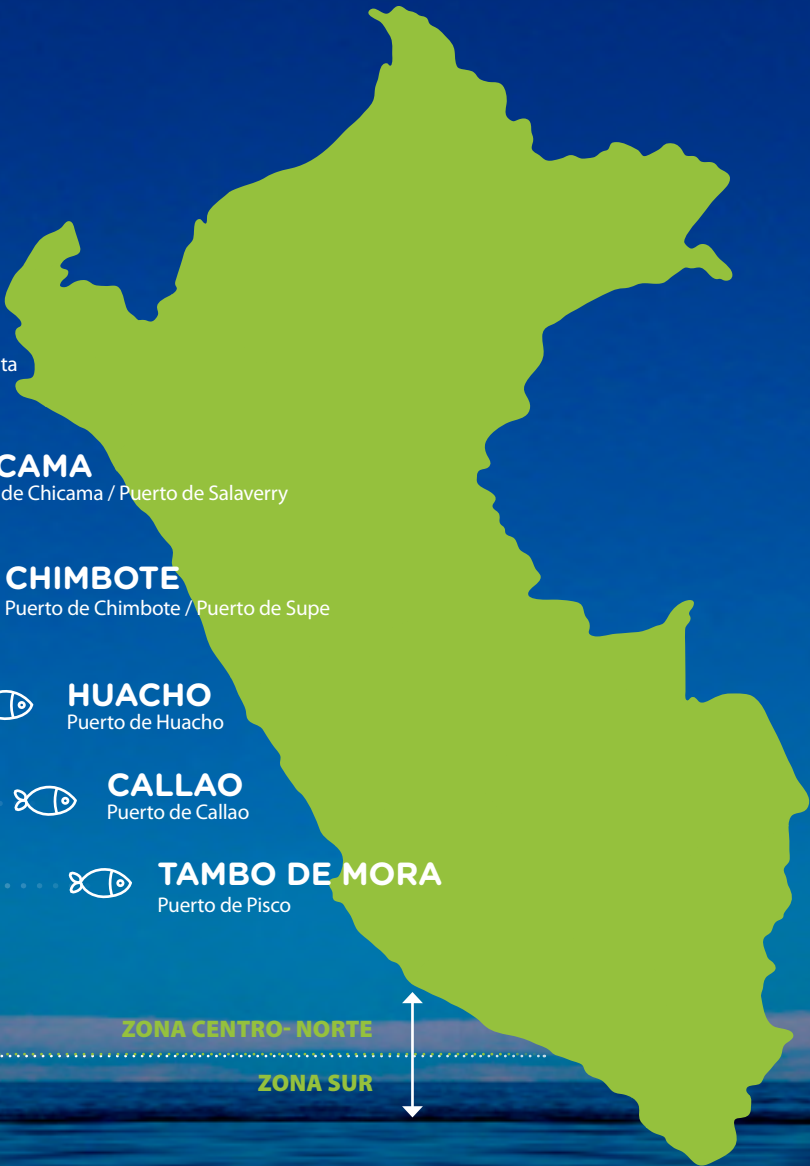 ta
CAMA
de Chicama / Puerto de Salaverry
CHIMBOTE
Puerto de Chimbote / Puerto de Supe
HUACHO
Puerto de Huacho
CALLAO
Puerto de Callao
TAMBO DE MORA
Puerto de Pisco
ZONA CENTRO- NORTE
ZONA SUR